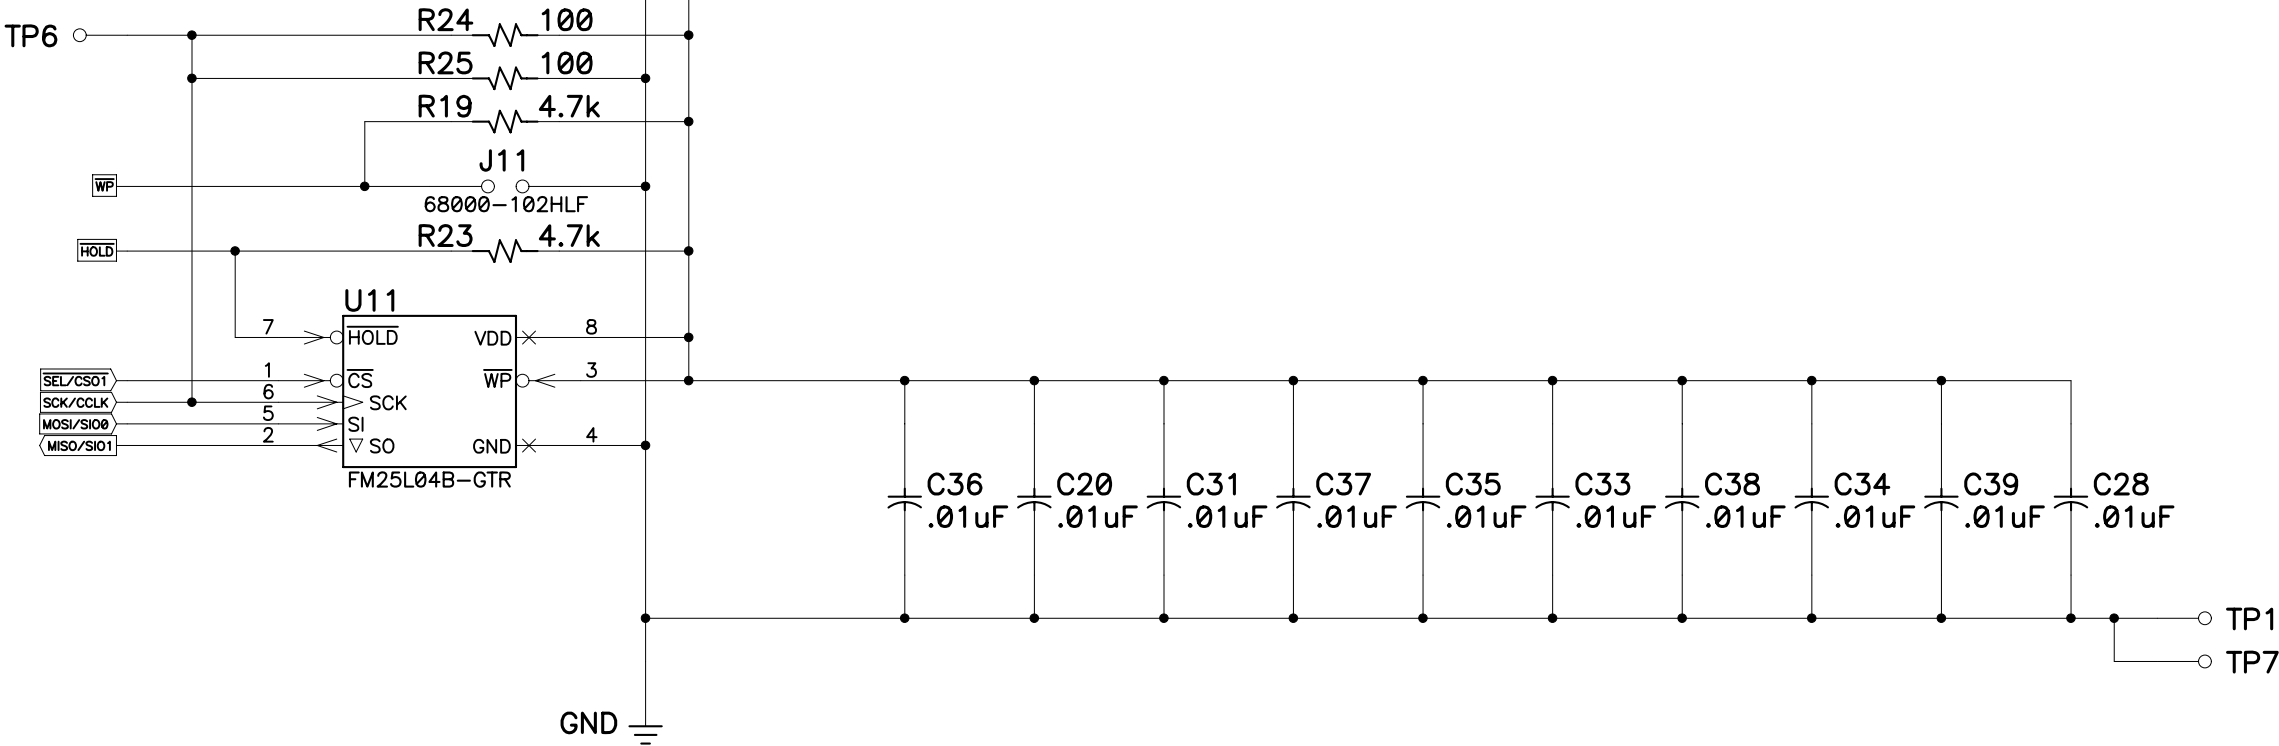 R24 100
TP6
R25 100
R19 4.7k
J11
WP
68000-102HLF
R23 4.7k
HOLD
U11
7 HOLD VDD 8
SEL/CSO1 1 CS WP 3
SCK/CCLK 6 SCK
MOSI/SIO0 5 SI
MISO/SIO1 2 SO GND 4
FM25L04B-GTR
C36 C20 C31 C37 C35 C33 C38 C34 C39 C28
.01uF .01uF .01uF .01uF .01uF .01uF .01uF .01uF .01uF .01uF
TP1
TP7
GND